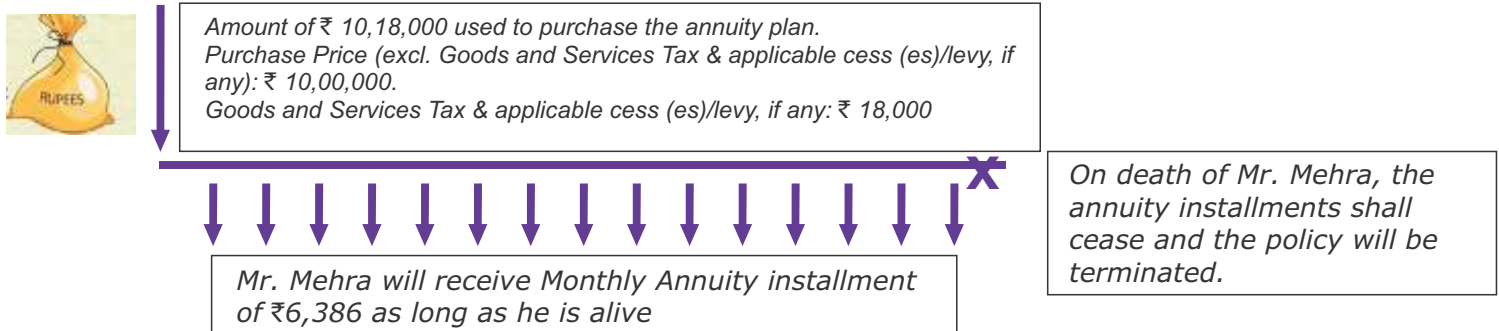 RUPEES
Amount of ₹ 10,18,000 used to purchase the annuity plan.
Purchase Price (excl. Goods and Services Tax & applicable cess (es)/levy, if
any): ₹ 10,00,000.
Goods and Services Tax & applicable cess (es)/levy, if any: ₹ 18,000
X
On death of Mr. Mehra, the
annuity installments shall
cease and the policy will be
terminated.
Mr. Mehra will receive Monthly Annuity installment
of ₹6,386 as long as he is alive